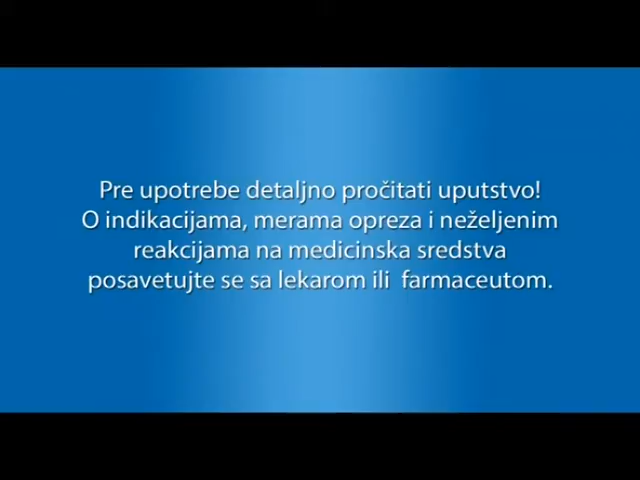 Pre upotrebe detaljno pročitati uputstvo!
O indikacijama, merama opreza i neželjenim
reakcijama na medicinska sredstva
posavetujte se sa lekarom ili farmaceutom.